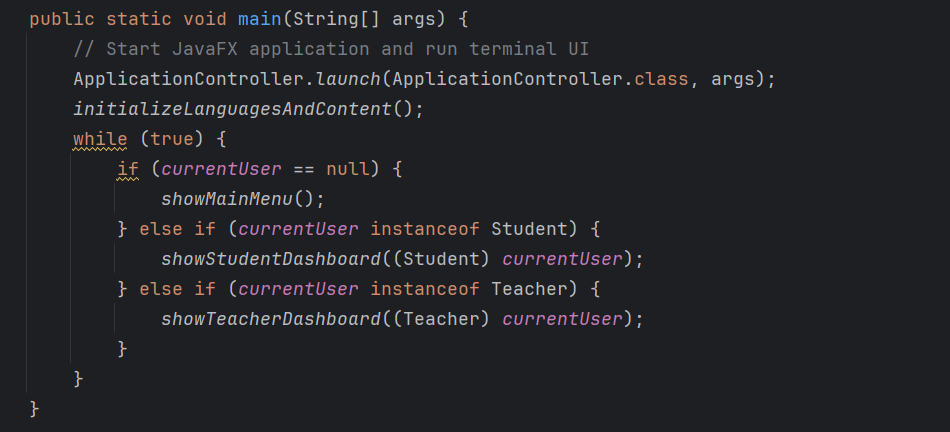 public static void main(String[] args) {
    // Start JavaFX application and run terminal UI
    ApplicationController.launch(ApplicationController.class, args);
    initializeLanguagesAndContent();
    while (true) {
        if (currentUser == null) {
            showMainMenu();
        } else if (currentUser instanceof Student) {
            showStudentDashboard((Student) currentUser);
        } else if (currentUser instanceof Teacher) {
            showTeacherDashboard((Teacher) currentUser);
        }
    }
}